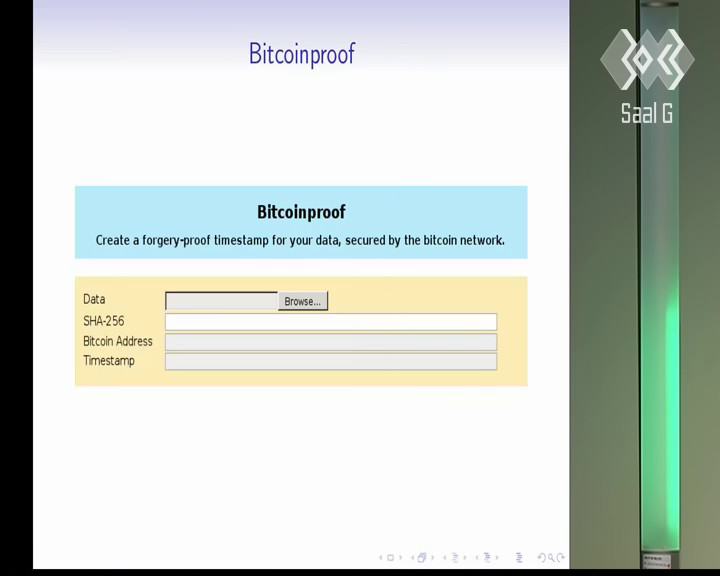 Bitcoinproof
Saal G
Bitcoinproof
Create a forgery-proof timestamp for your data, secured by the bitcoin network.
Data
Browse...
SHA-256
Bitcoin Address
Timestamp